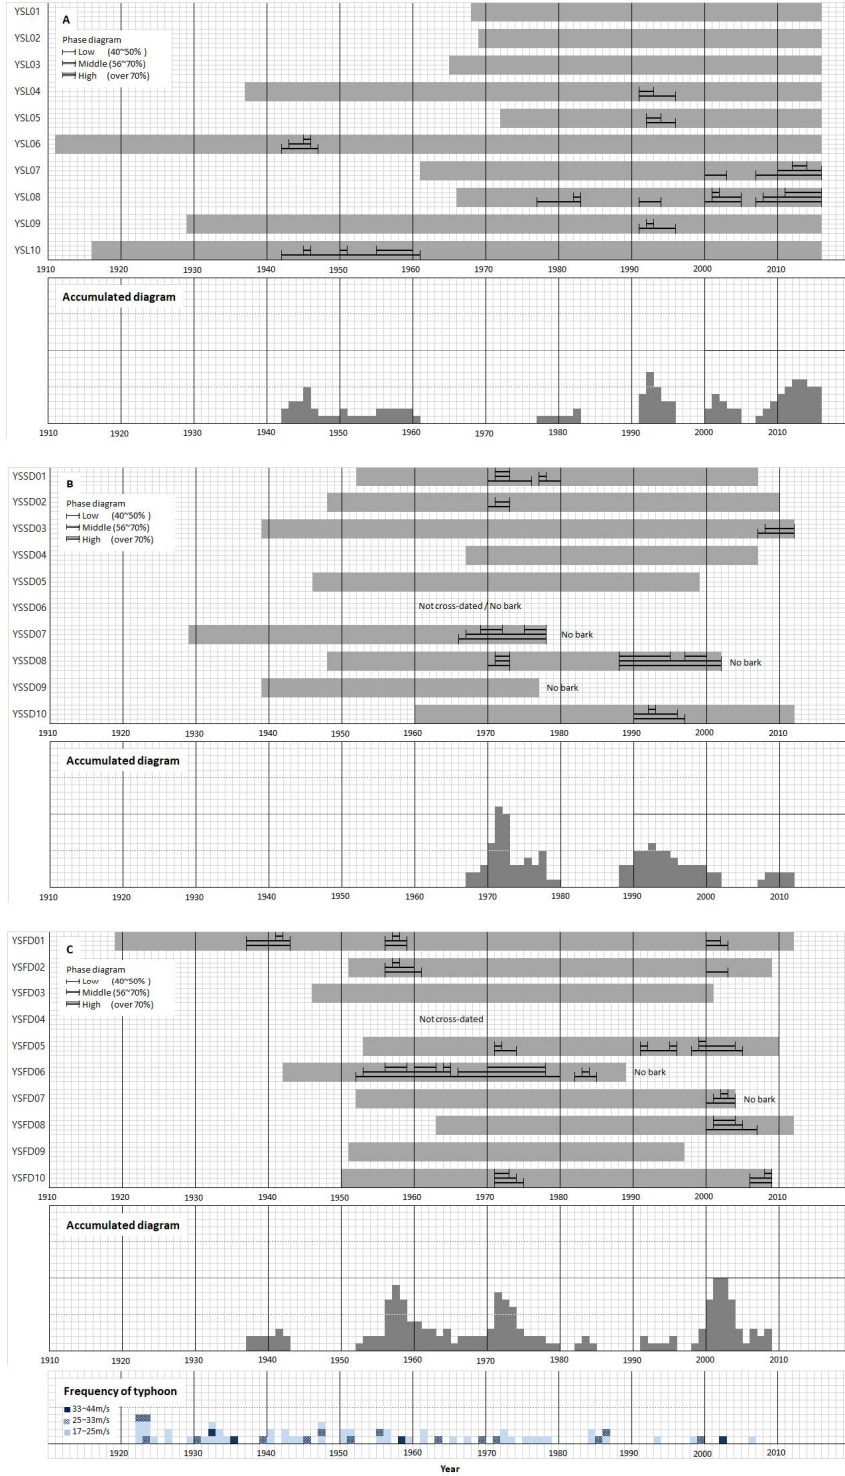 YSL01
A
YSL02
Phase diagram
Low (40~50% )
Middle (56~70%)
High (over 70%)
YSL03
YSL04
YSL05
YSL06
YSL07
YSL08
YSL09
YSL10
1910 1920 1930 1940 1950 1960 1970 1980 1990 2000 2010
Accumulated diagram
1910 1920 1930 1940 1950 1960 1970 1980 1990 2000 2010
YSSD01
B
YSSD02
Phase diagram
Low (40~50%)
Middle (56~70%)
High (over 70%)
YSSD03
YSSD04
YSSD05
YSSD06 Not cross-dated / No bark
YSSD07 No bark
YSSD08 No bark
YSSD09 No bark
YSSD10
1910 1920 1930 1940 1950 1960 1970 1980 1990 2000 2010
Accumulated diagram
1910 1920 1930 1940 1950 1960 1970 1980 1990 2000 2010
YSFD01
C
YSFD02
Phase diagram
Low (40~50%)
Middle (56~70%)
High (over 70%)
YSFD03
YSFD04 Not cross-dated
YSFD05
YSFD06 No bark
YSFD07 No bark
YSFD08
YSFD09
YSFD10
1910 1920 1930 1940 1950 1960 1970 1980 1990 2000 2010
Accumulated diagram
1910 1920 1930 1940 1950 1960 1970 1980 1990 2000 2010
Frequency of typhoon
33~44m/s
25~33m/s
17~25m/s
1920 1930 1940 1950 1960 1970 1980 1990 2000 2010
Year